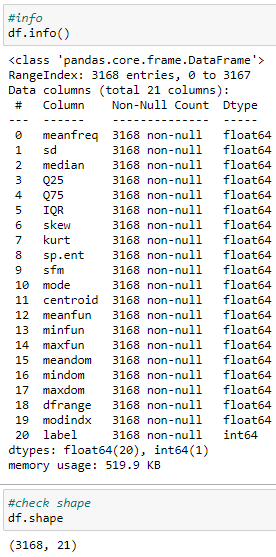 #info
df.info()
<class 'pandas.core.frame.DataFrame'>
RangeIndex: 3168 entries, 0 to 3167
Data columns (total 21 columns):
 #   Column    Non-Null Count  Dtype
---  ------    --------------  -----
 0   meanfreq  3168 non-null   float64
 1   sd        3168 non-null   float64
 2   median    3168 non-null   float64
 3   Q25       3168 non-null   float64
 4   Q75       3168 non-null   float64
 5   IQR       3168 non-null   float64
 6   skew      3168 non-null   float64
 7   kurt      3168 non-null   float64
 8   sp.ent    3168 non-null   float64
 9   sfm       3168 non-null   float64
 10  mode      3168 non-null   float64
 11  centroid  3168 non-null   float64
 12  meanfun   3168 non-null   float64
 13  minfun    3168 non-null   float64
 14  maxfun    3168 non-null   float64
 15  meandom   3168 non-null   float64
 16  mindom    3168 non-null   float64
 17  maxdom    3168 non-null   float64
 18  dfrange   3168 non-null   float64
 19  modindx   3168 non-null   float64
 20  label     3168 non-null   int64
dtypes: float64(20), int64(1)
memory usage: 519.9 KB
#check shape
df.shape
(3168, 21)